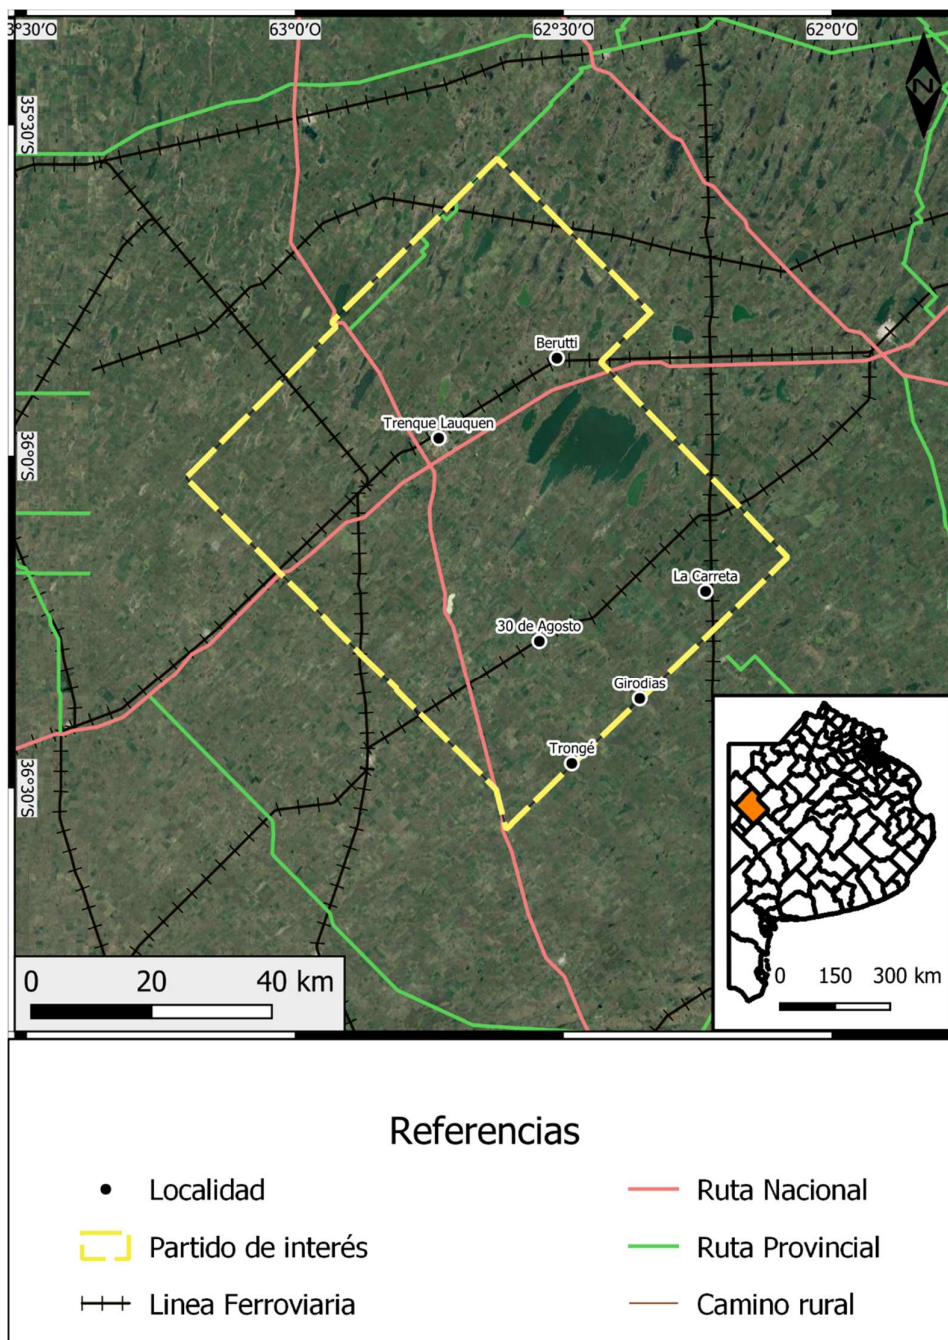 3°30'O
63°0'O
62°30'O
62°0'O
N
35°30'S
36°0'S
36°30'S
Berutti
Trenque Lauquen
La Carreta
30 de Agosto
Girodias
Trongé
0 20 40 km
0 150 300 km
Referencias
Localidad
Ruta Nacional
Partido de interés
Ruta Provincial
Linea Ferroviaria
Camino rural